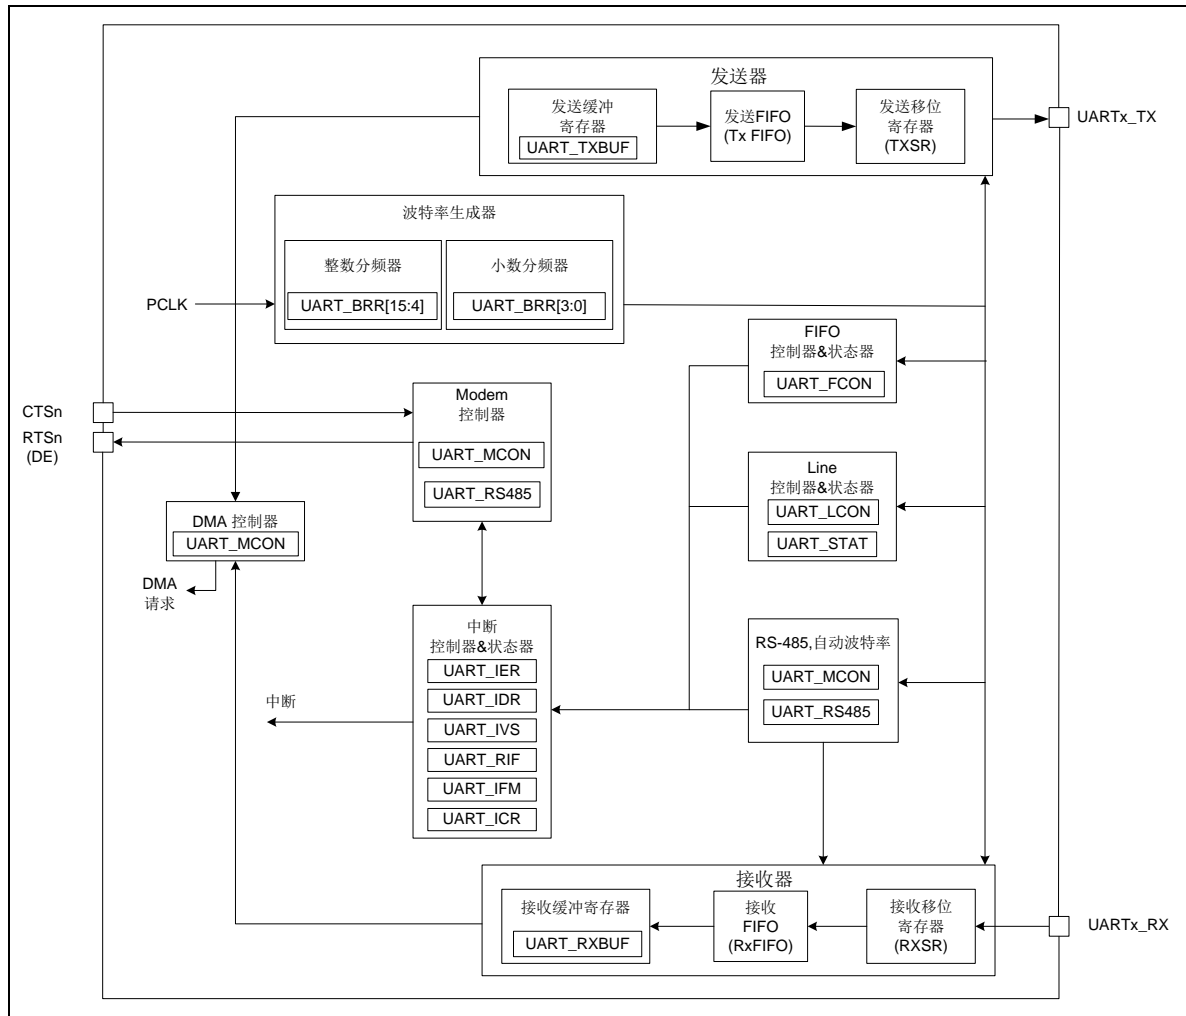 发送器
发送缓冲
寄存器
UART_TXBUF
发送FIFO
(Tx FIFO)
发送移位
寄存器
(TXSR)
UARTx_TX
波特率生成器
整数分频器
UART_BRR[15:4]
小数分频器
UART_BRR[3:0]
PCLK
FIFO
控制器&状态器
UART_FCON
CTSn
RTSn
(DE)
Modem
控制器
UART_MCON
UART_RS485
Line
控制器&状态器
UART_LCON
UART_STAT
DMA 控制器
UART_MCON
DMA
请求
中断
控制器&状态器
UART_IER
UART_IDR
UART_IVS
UART_RIF
UART_IFM
UART_ICR
中断
RS-485,自动波特率
UART_MCON
UART_RS485
接收器
接收缓冲寄存器
UART_RXBUF
接收
FIFO
(RxFIFO)
接收移位
寄存器
(RXSR)
UARTx_RX